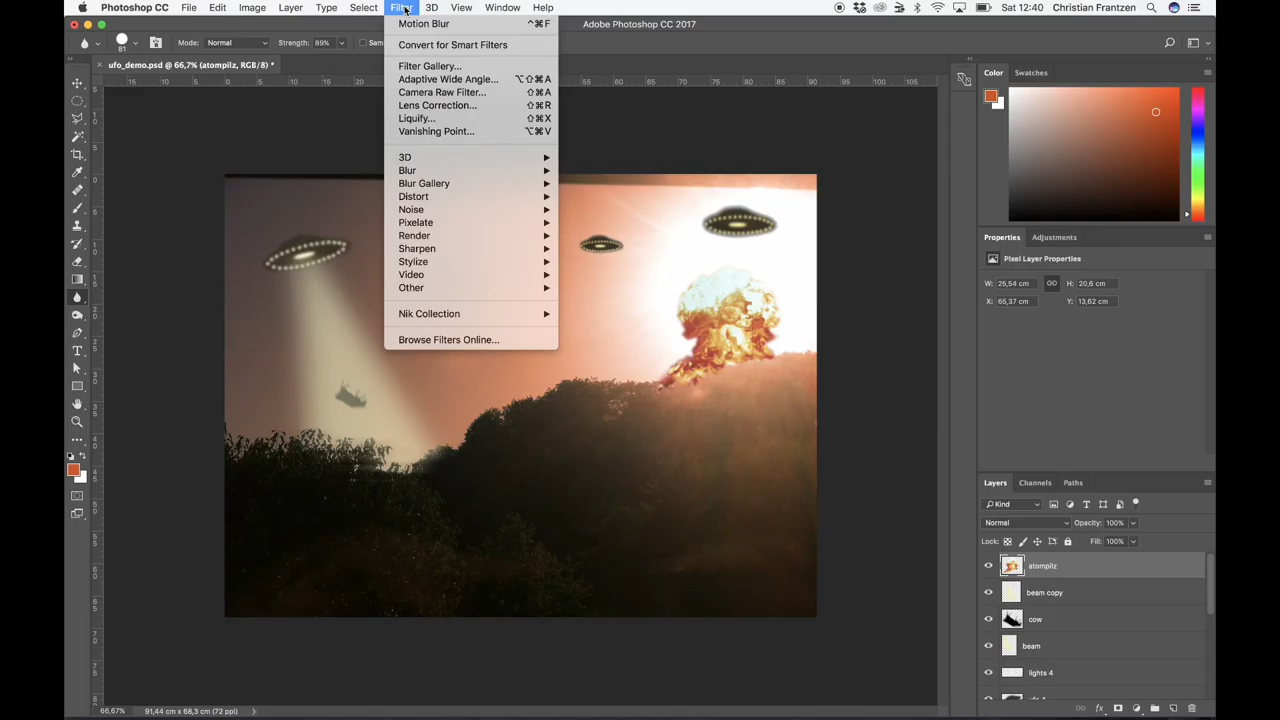 Photoshop CC File Edit Image Layer Type Select Filter 3D View Window Help
Sat 12:40 Christian Frantzen
Adobe Photoshop CC 2017
81 Mode: Normal Strength: 89% Sam
ufo_demo.psd @ 66,7% (atompilz, RGB/8) *
Motion Blur ^⌘F
Convert for Smart Filters
Filter Gallery...
Adaptive Wide Angle... ⌥⇧⌘A
Camera Raw Filter... ⇧⌘A
Lens Correction... ⇧⌘R
Liquify... ⇧⌘X
Vanishing Point... ⌥⌘V
3D
Blur
Blur Gallery
Distort
Noise
Pixelate
Render
Sharpen
Stylize
Video
Other
Nik Collection
Browse Filters Online...
Color Swatches
Properties Adjustments
Pixel Layer Properties
W: 25,54 cm GO H: 20,6 cm
X: 65,37 cm Y: 13,62 cm
Layers Channels Paths
Kind
Normal Opacity: 100%
Lock: Fill: 100%
atompilz
beam copy
cow
beam
lights 4
66,67% 91,44 cm x 68,3 cm (72 ppi)